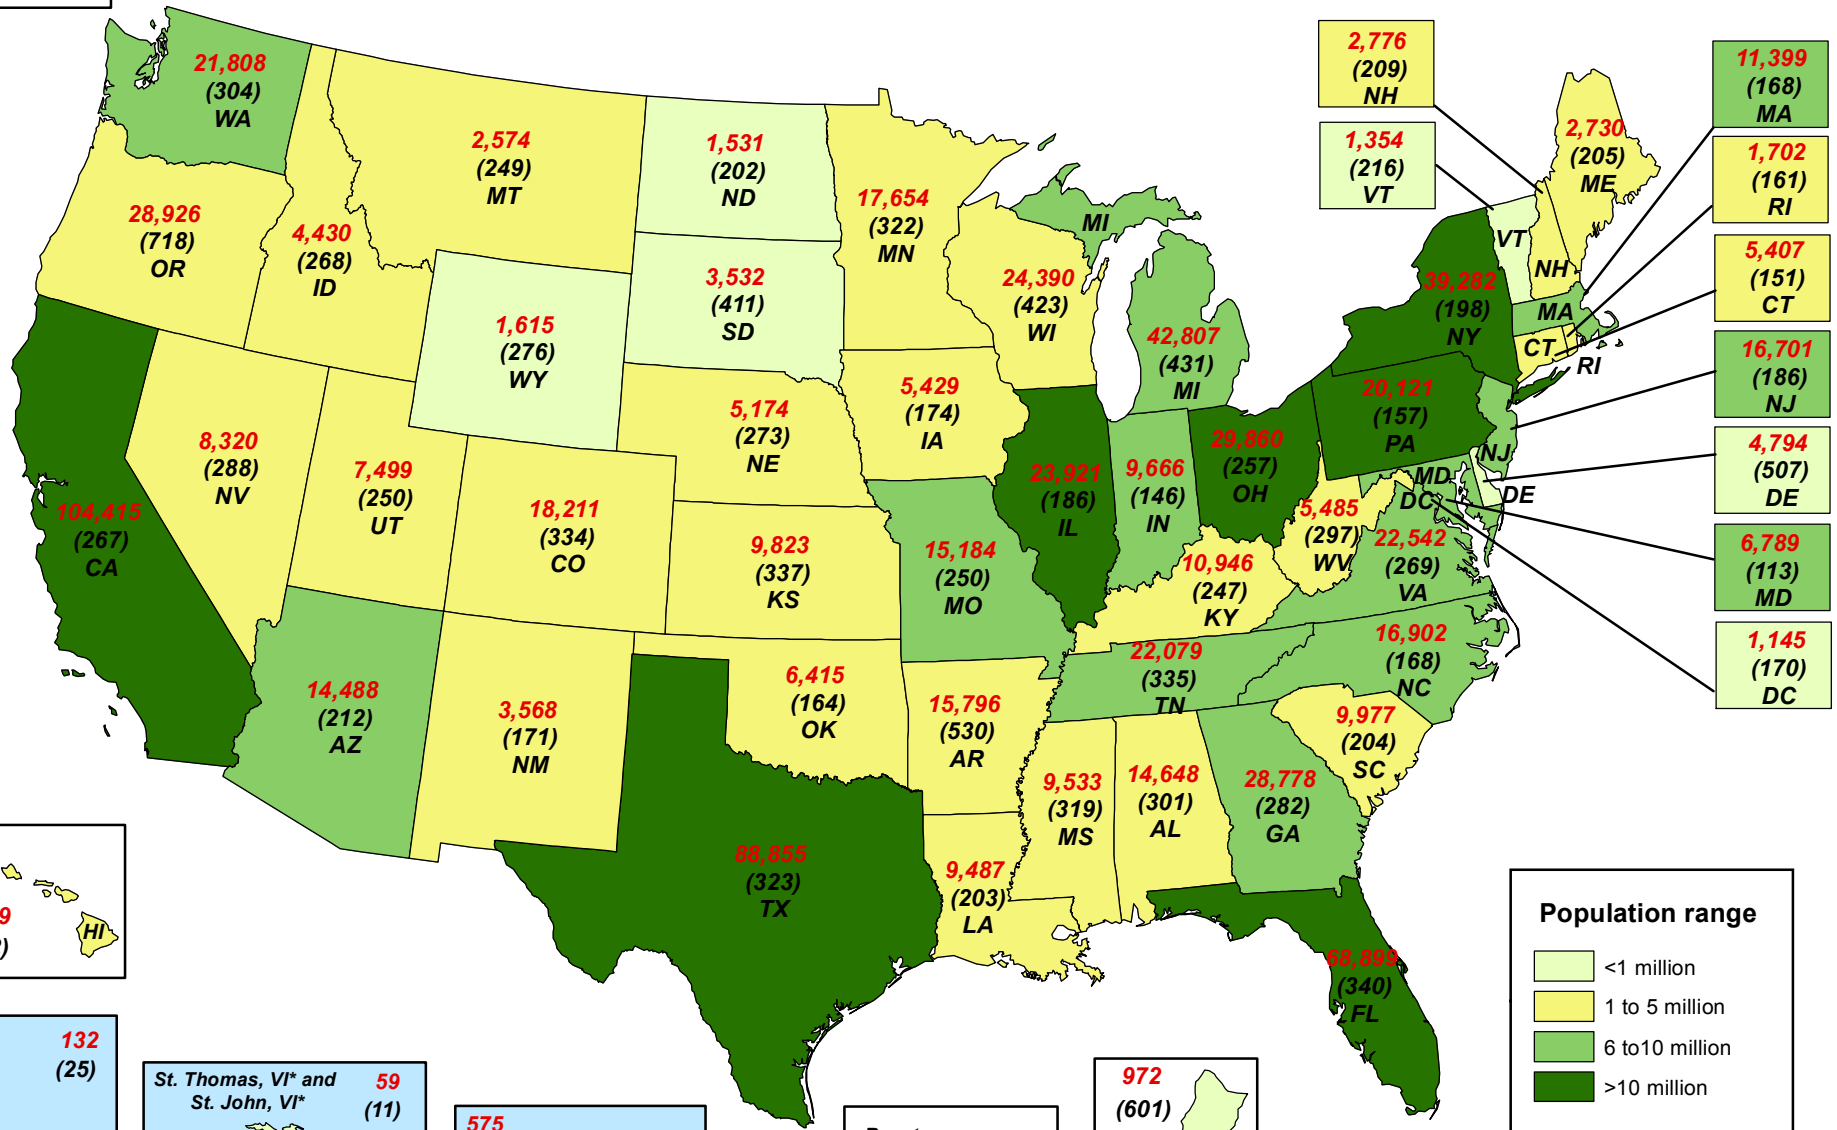 21,808
(304)
WA
28,926
(718)
OR
4,430
(268)
ID
2,574
(249)
MT
1,531
(202)
ND
17,654
(322)
MN
3,532
(411)
SD
1,615
(276)
WY
24,390
(423)
WI
MI
42,807
(431)
MI
2,776
(209)
NH
1,354
(216)
VT
2,730
(205)
ME
11,399
(168)
MA
1,702
(161)
RI
5,407
(151)
CT
16,701
(186)
NJ
4,794
(507)
DE
6,789
(113)
MD
1,145
(170)
DC
VT
NH
MA
CT
RI
39,282
(198)
NY
20,121
(157)
PA
NJ
MD
DC
DE
8,320
(288)
NV
7,499
(250)
UT
18,211
(334)
CO
5,174
(273)
NE
5,429
(174)
IA
104,415
(267)
CA
23,921
(186)
IL
9,666
(146)
IN
29,860
(257)
OH
5,485
(297)
WV
22,542
(269)
VA
9,823
(337)
KS
15,184
(250)
MO
10,946
(247)
KY
22,079
(335)
TN
16,902
(168)
NC
14,488
(212)
AZ
3,568
(171)
NM
6,415
(164)
OK
15,796
(530)
AR
9,977
(204)
SC
88,855
(323)
TX
9,487
(203)
LA
9,533
(319)
MS
14,648
(301)
AL
28,778
(282)
GA
68,899
(340)
FL
9
)
HI
132
(25)
St. Thomas, VI* and
St. John, VI*
59
(11)
575
972
(601)
Population range
<1 million
1 to 5 million
6 to10 million
>10 million